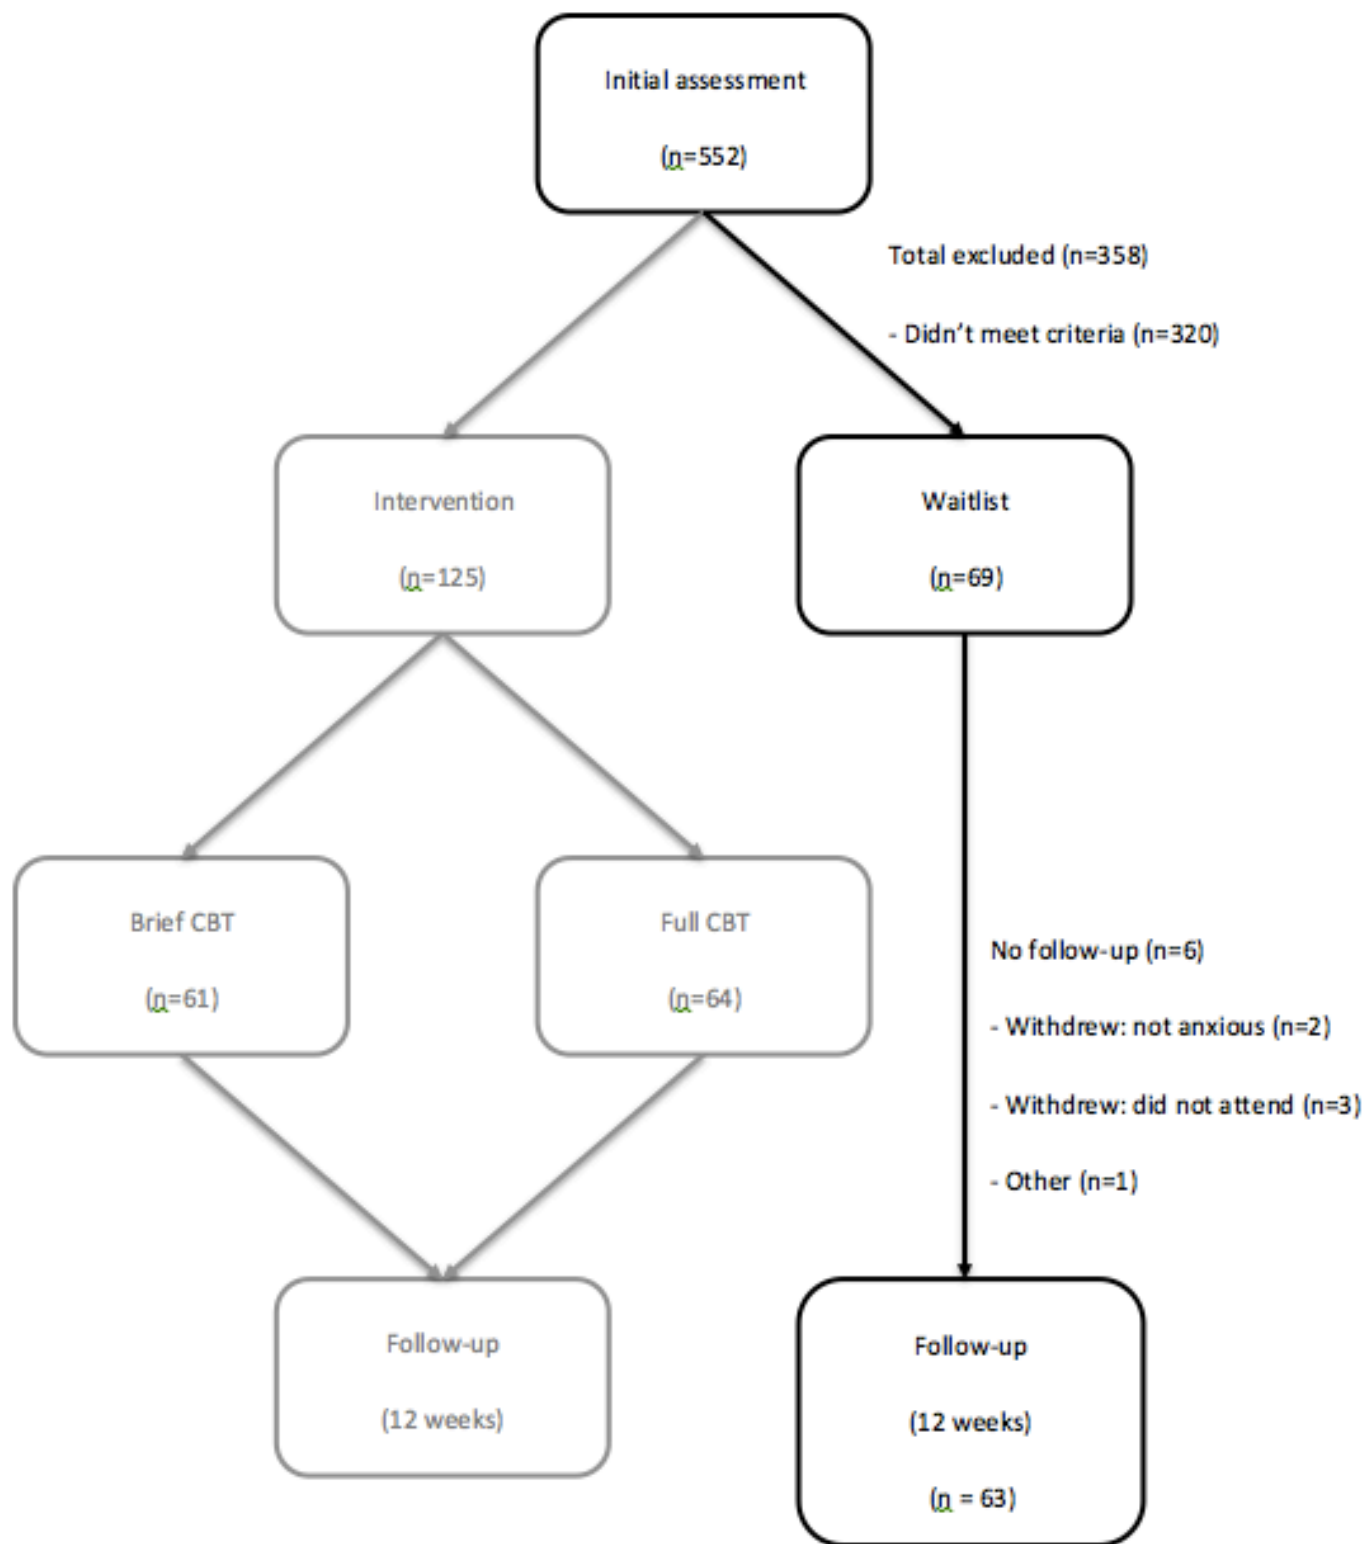 Initial assessment
(n=552)
Total excluded (n=358)
- Didn’t meet criteria (n=320)
Intervention
(n=125)
Waitlist
(n=69)
Brief CBT
(n=61)
Full CBT
(n=64)
No follow-up (n=6)
- Withdrew: not anxious (n=2)
- Withdrew: did not attend (n=3)
- Other (n=1)
Follow-up
(12 weeks)
Follow-up
(12 weeks)
(n = 63)